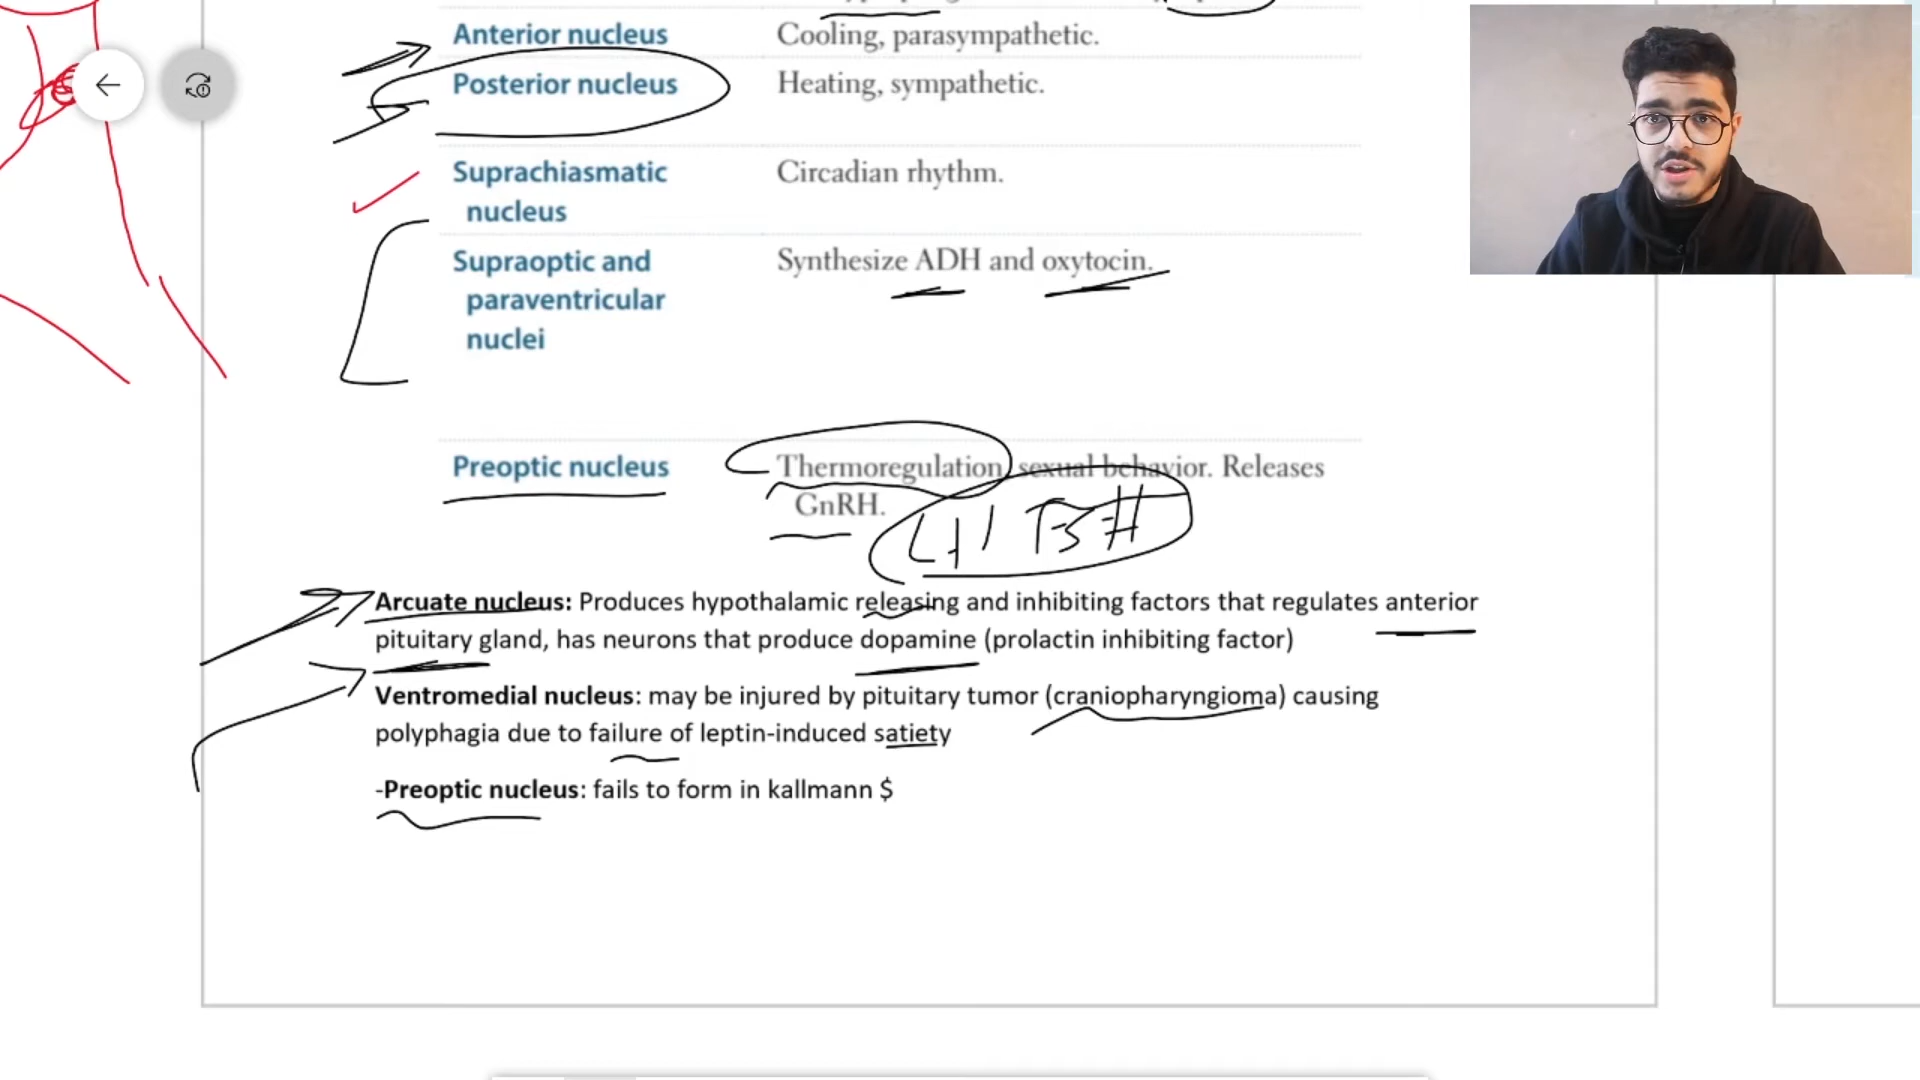 Anterior nucleus Cooling, parasympathetic.
Posterior nucleus Heating, sympathetic.
Suprachiasmatic Circadian rhythm.
nucleus
Supraoptic and Synthesize ADH and oxytocin.
paraventricular
nuclei
Preoptic nucleus Thermoregulation, sexual behavior. Releases
GnRH.
LH FSH
Arcuate nucleus: Produces hypothalamic releasing and inhibiting factors that regulates anterior
pituitary gland, has neurons that produce dopamine (prolactin inhibiting factor)
Ventromedial nucleus: may be injured by pituitary tumor (craniopharyngioma) causing
polyphagia due to failure of leptin-induced satiety
-Preoptic nucleus: fails to form in kallmann $